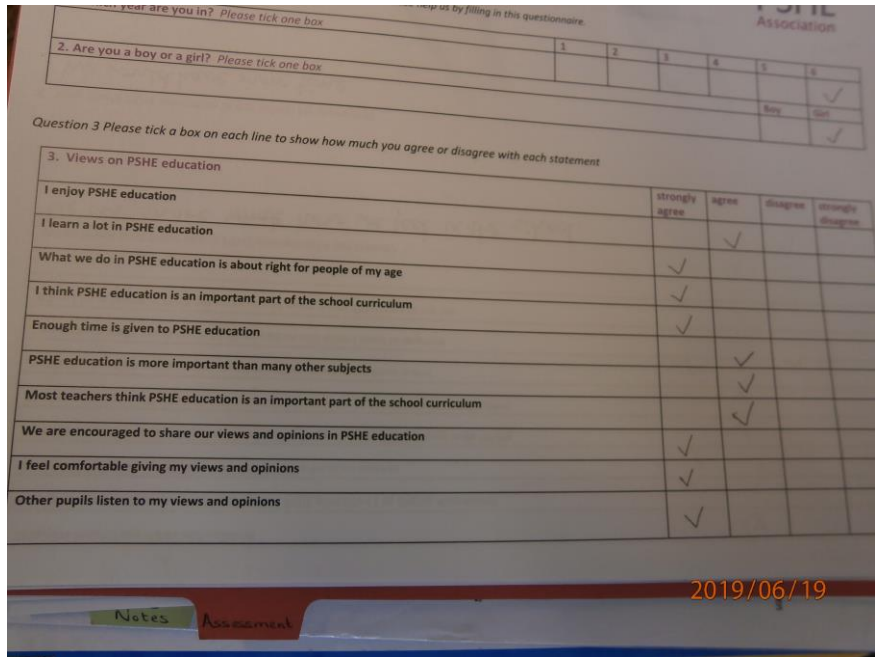 help us by filling in this questionnaire.
PSHE
Association
year are you in? Please tick one box
1 2 3 4 5 6
2. Are you a boy or a girl? Please tick one box
Boy Girl
Question 3 Please tick a box on each line to show how much you agree or disagree with each statement
3. Views on PSHE education
strongly agree agree disagree strongly disagree
I enjoy PSHE education
I learn a lot in PSHE education
What we do in PSHE education is about right for people of my age
I think PSHE education is an important part of the school curriculum
Enough time is given to PSHE education
PSHE education is more important than many other subjects
Most teachers think PSHE education is an important part of the school curriculum
We are encouraged to share our views and opinions in PSHE education
I feel comfortable giving my views and opinions
Other pupils listen to my views and opinions
2019/06/19
Notes
Assessment